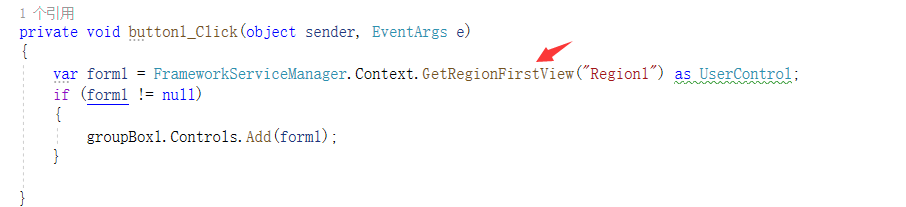 1 个引用
private void button1_Click(object sender, EventArgs e)
{
var form1 = FrameworkServiceManager.Context.GetRegionFirstView("Region1") as UserControl;
if (form1 != null)
{
groupBox1.Controls.Add(form1);
}
}